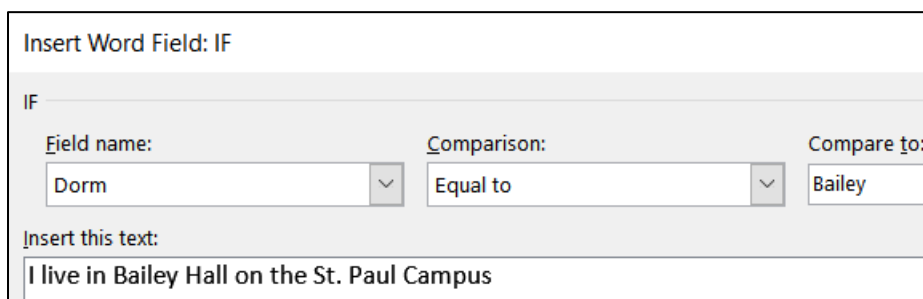 Insert Word Field: IF
IF
Field name: Comparison: Compare to:
Dorm Equal to Bailey
Insert this text:
I live in Bailey Hall on the St. Paul Campus